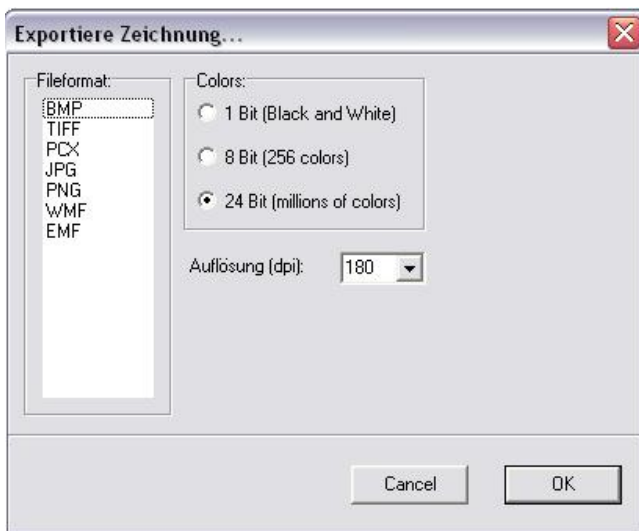 Exportiere Zeichnung...
Fileformat:
BMP
TIFF
PCX
JPG
PNG
WMF
EMF
Colors:
1 Bit (Black and White)
8 Bit (256 colors)
24 Bit (millions of colors)
Auflösung (dpi):
180
Cancel
OK